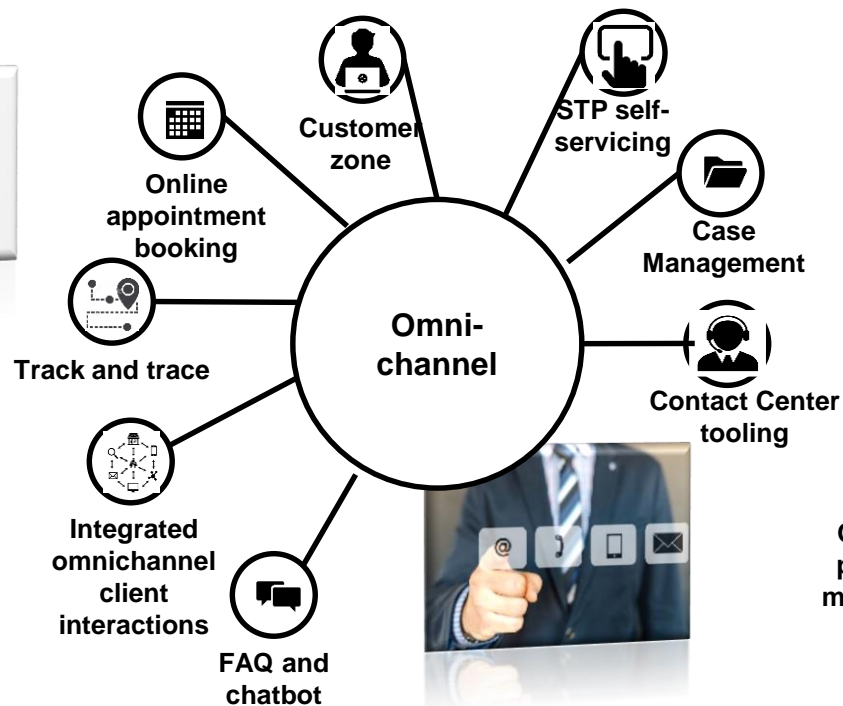 Customer
zone
STP self-
servicing
Online
appointment
booking
Case
Management
Omni-
channel
Track and trace
Contact Center
tooling
Integrated
omnichannel
client
interactions
@
FAQ and
chatbot